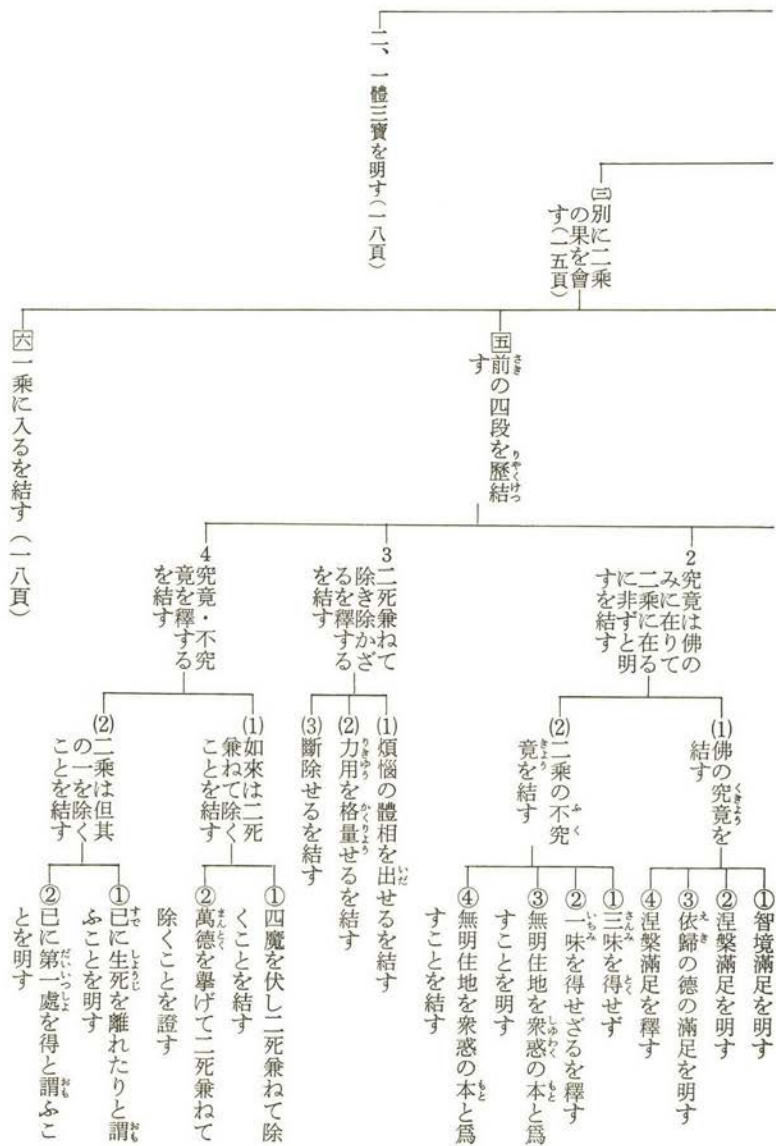 ㈢別に二乘
の果を會
す(一五頁)
五前の四段を歷結
す
2究竟は佛の
みに在りて
二乘に在る
に非ずと明
すを結す
(1)佛の究竟を
結す
①智境滿足を明す
②涅槃滿足を明す
③依歸の德の滿足を明す
④涅槃滿足を釋す
(2)二乘の不究
竟を結す
①三味を得せず
②一味を得せざるを釋す
③無明住地を衆惑の本と爲
すことを明す
④無明住地を衆惑の本と爲
すことを結す
3二死兼ねて
除き除かざ
るを釋する
を結す
(1)煩惱の體相を出せるを結す
(2)力用を格量せるを結す
(3)斷除せるを結す
4究竟・不究
竟を釋する
を結す
(1)如來は二死
兼ねて除く
ことを結す
①四魔を伏し二死兼ねて除
くことを結す
②萬德を擧げて二死兼ねて
除くことを證す
(2)二乘は但其
の一を除く
ことを結す
①已に生死を離れたりと謂
ふことを明す
②已に第一處を得と謂ふこ
とを明す
六一乘に入るを結す(一八頁)
二、一體三寶を明す(一八頁)